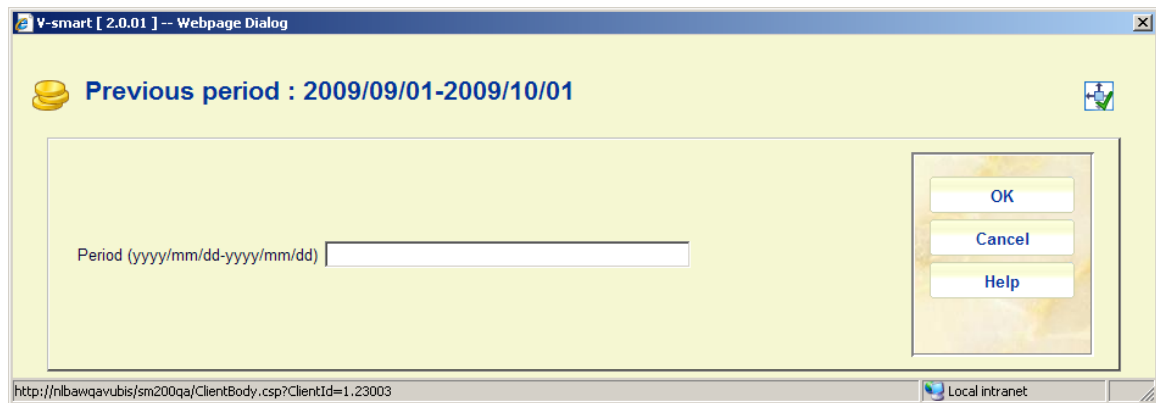 V-smart [ 2.0.01 ] -- Webpage Dialog
Previous period : 2009/09/01-2009/10/01
Period (yyyy/mm/dd-yyyy/mm/dd)
OK
Cancel
Help
http://nlbawqavubis/sm200qa/ClientBody.csp?ClientId=1.23003
Local intranet